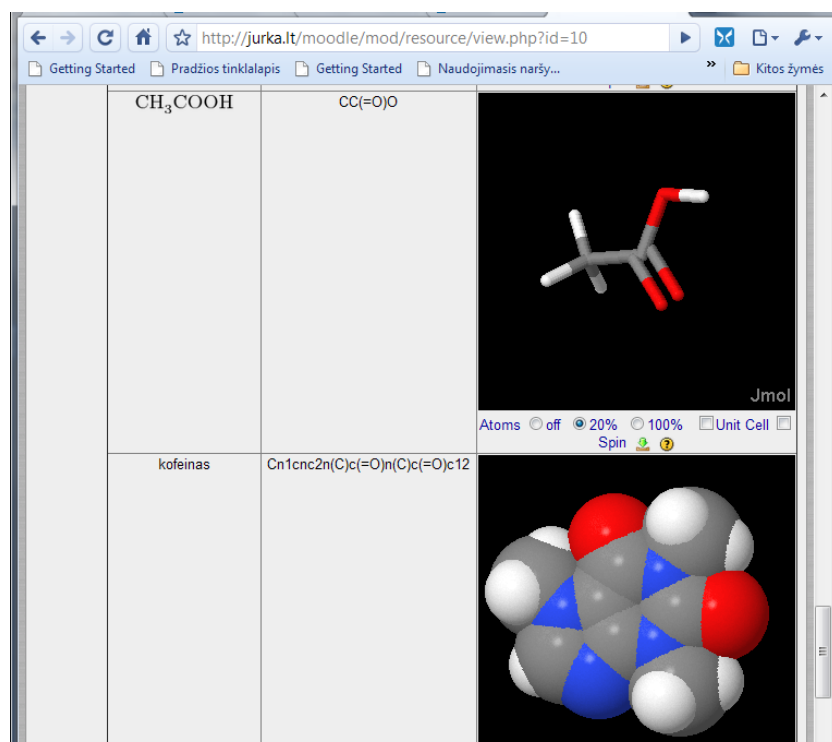 http://jurka.lt/moodle/mod/resource/view.php?id=10
Getting Started Pradžios tinklalapis Getting Started Naudojimasis naršy... » Kitos žymės
CH₃COOH CC(=O)O
Jmol
Atoms off 20% 100% Unit Cell
Spin
kofeinas Cn1cnc2n(C)c(=O)n(C)c(=O)c12